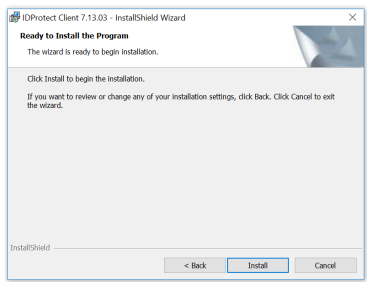 IDProtect Client 7.13.03 - InstallShield Wizard
Ready to Install the Program
The wizard is ready to begin installation.
Click Install to begin the installation.
If you want to review or change any of your installation settings, click Back. Click Cancel to exit
the wizard.
InstallShield
< Back Install Cancel